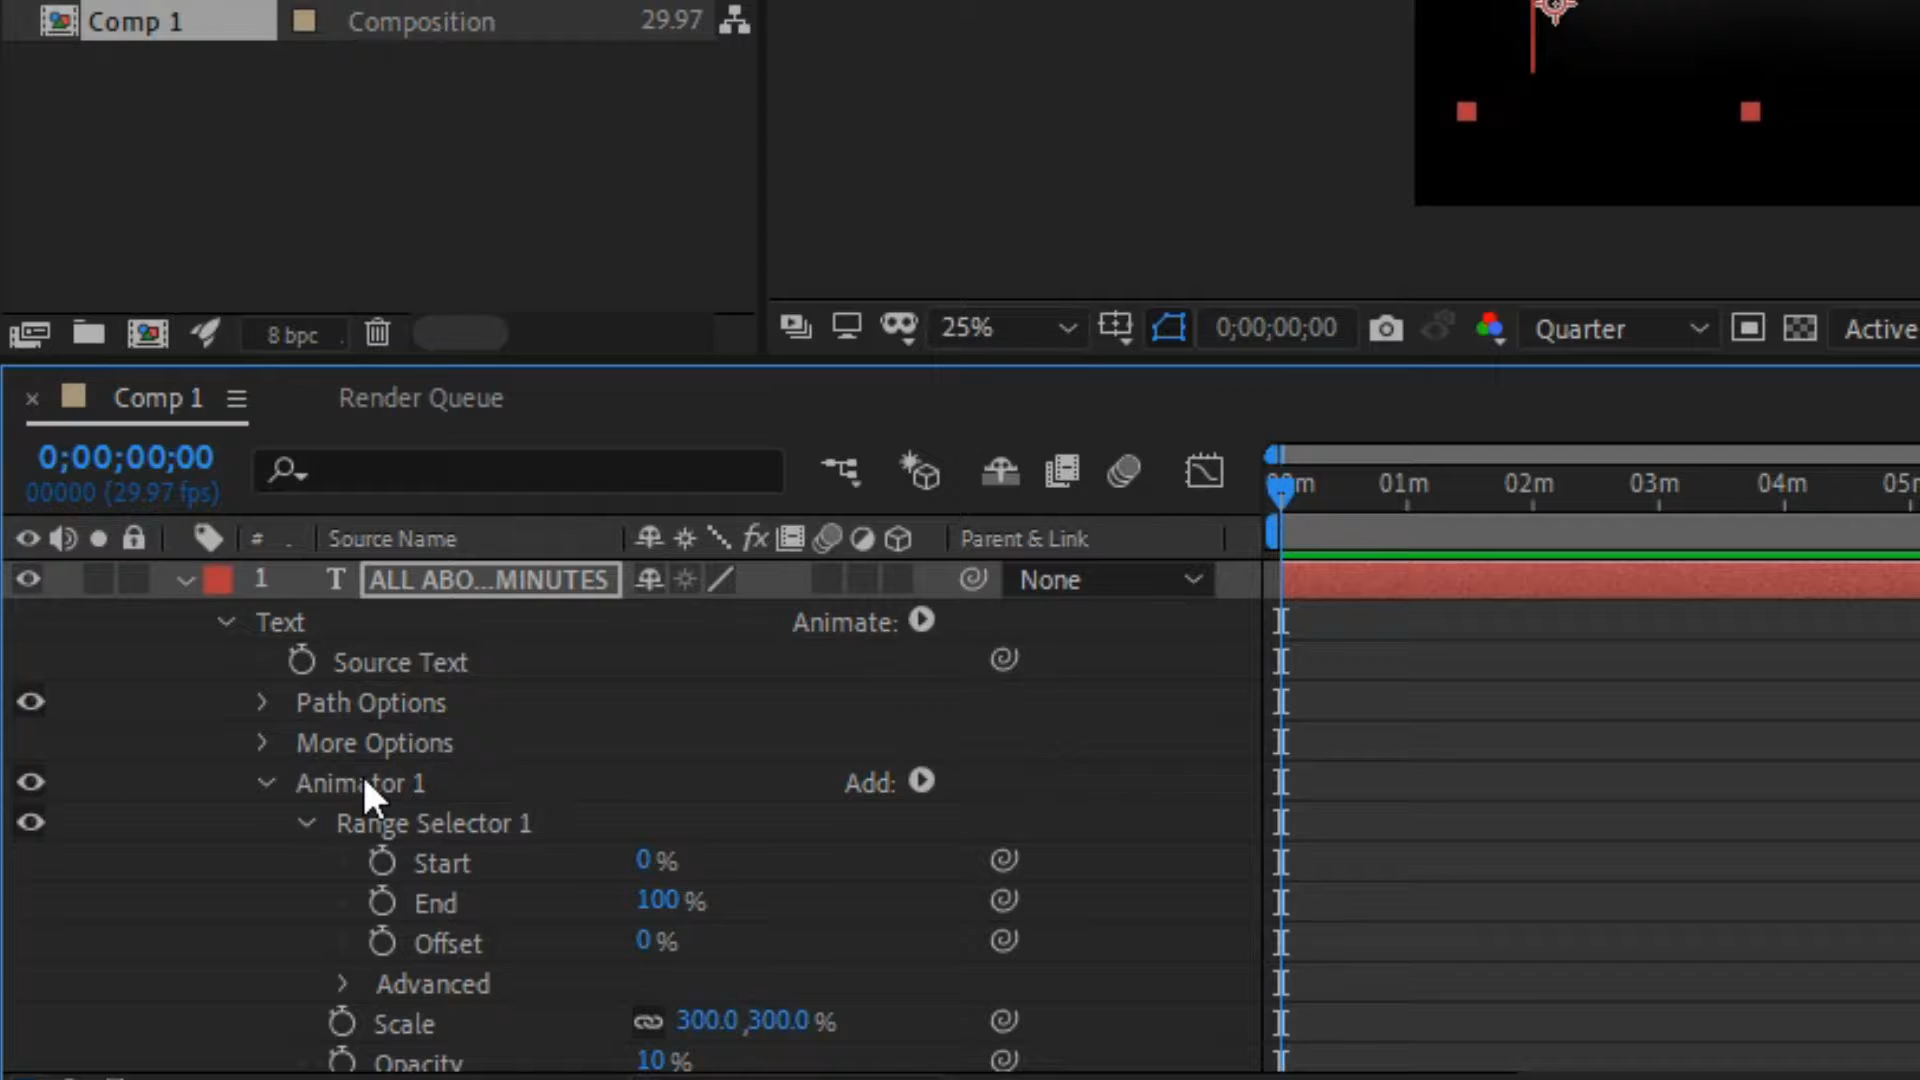 Comp 1 Composition 29.97
8 bpc
25% 0;00;00;00 Quarter Active
Comp 1 Render Queue
0;00;00;00
00000 (29.97 fps)
01m 02m 03m 04m
# . Source Name fx Parent & Link
1 T ALL ABO...MINUTES None
Text Animate:
Source Text
Path Options
More Options
Animator 1 Add:
Range Selector 1
Start 0 %
End 100 %
Offset 0 %
Advanced
Scale 300.0,300.0 %
Opacity 10 %